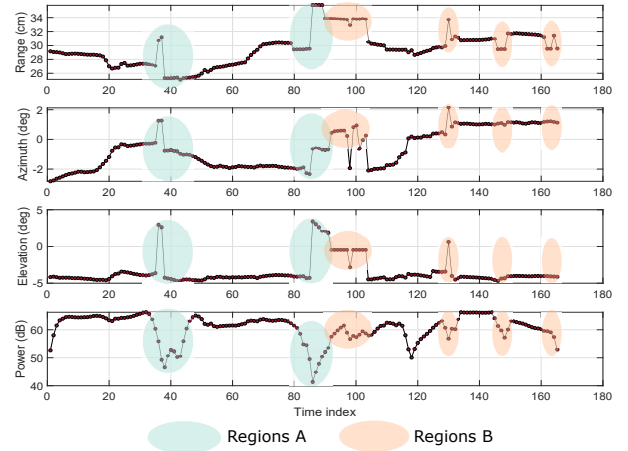 Range (cm)
34
32
30
28
26
0 20 40 60 80 100 120 140 160 180
Azimuth (deg)
2
0
-2
0 20 40 60 80 100 120 140 160 180
Elevation (deg)
5
0
-5
0 20 40 60 80 100 120 140 160 180
Power (dB)
60
50
40
0 20 40 60 80 100 120 140 160 180
Time index
Regions A Regions B